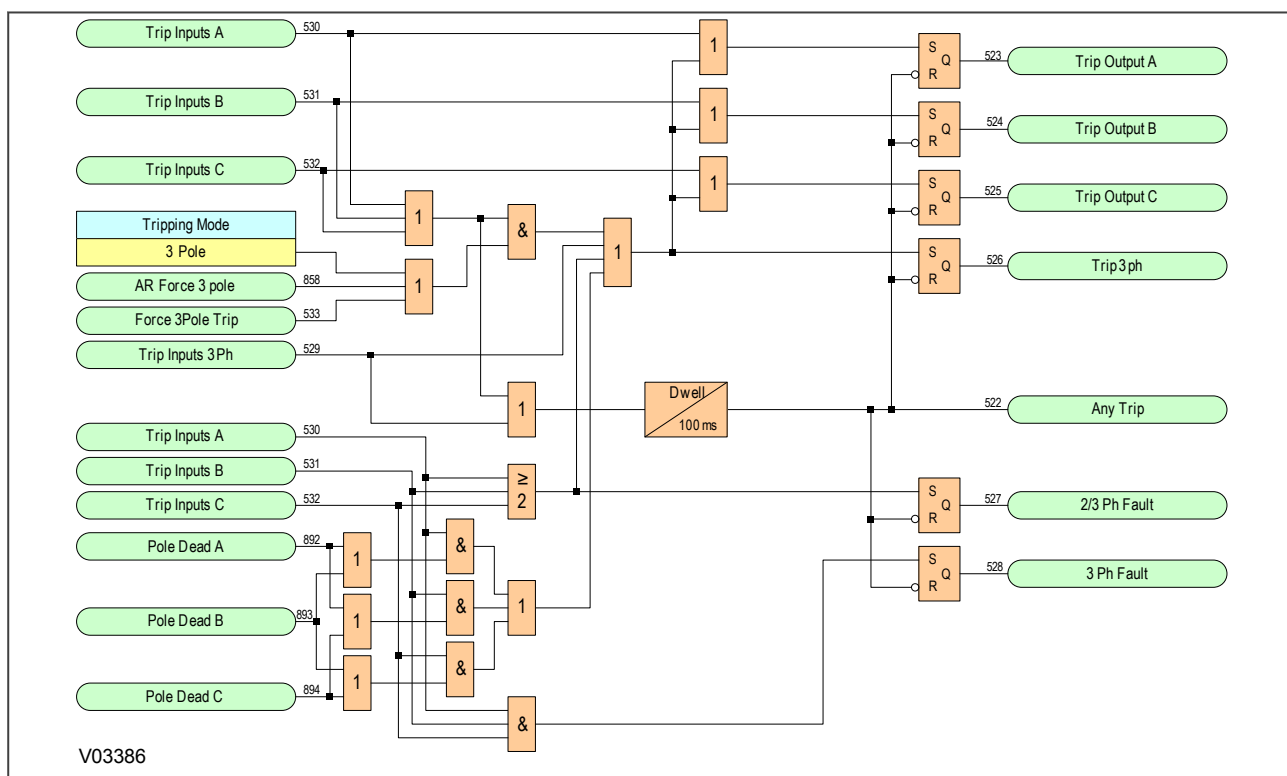 Trip Inputs A
530
1
S
Q
R
523
Trip Output A
Trip Inputs B
531
1
S
Q
R
524
Trip Output B
Trip Inputs C
532
1
S
Q
R
525
Trip Output C
Tripping Mode
3 Pole
1
&
1
1
S
Q
R
526
Trip 3 ph
AR Force 3 pole
858
Force 3Pole Trip
533
Trip Inputs 3Ph
529
1
Dwell
100 ms
522
Any Trip
Trip Inputs A
530
Trip Inputs B
531
Trip Inputs C
532
≥
2
S
Q
R
527
2/3 Ph Fault
Pole Dead A
892
1
&
S
Q
R
528
3 Ph Fault
Pole Dead B
893
1
&
1
Pole Dead C
894
1
&
&
V03386